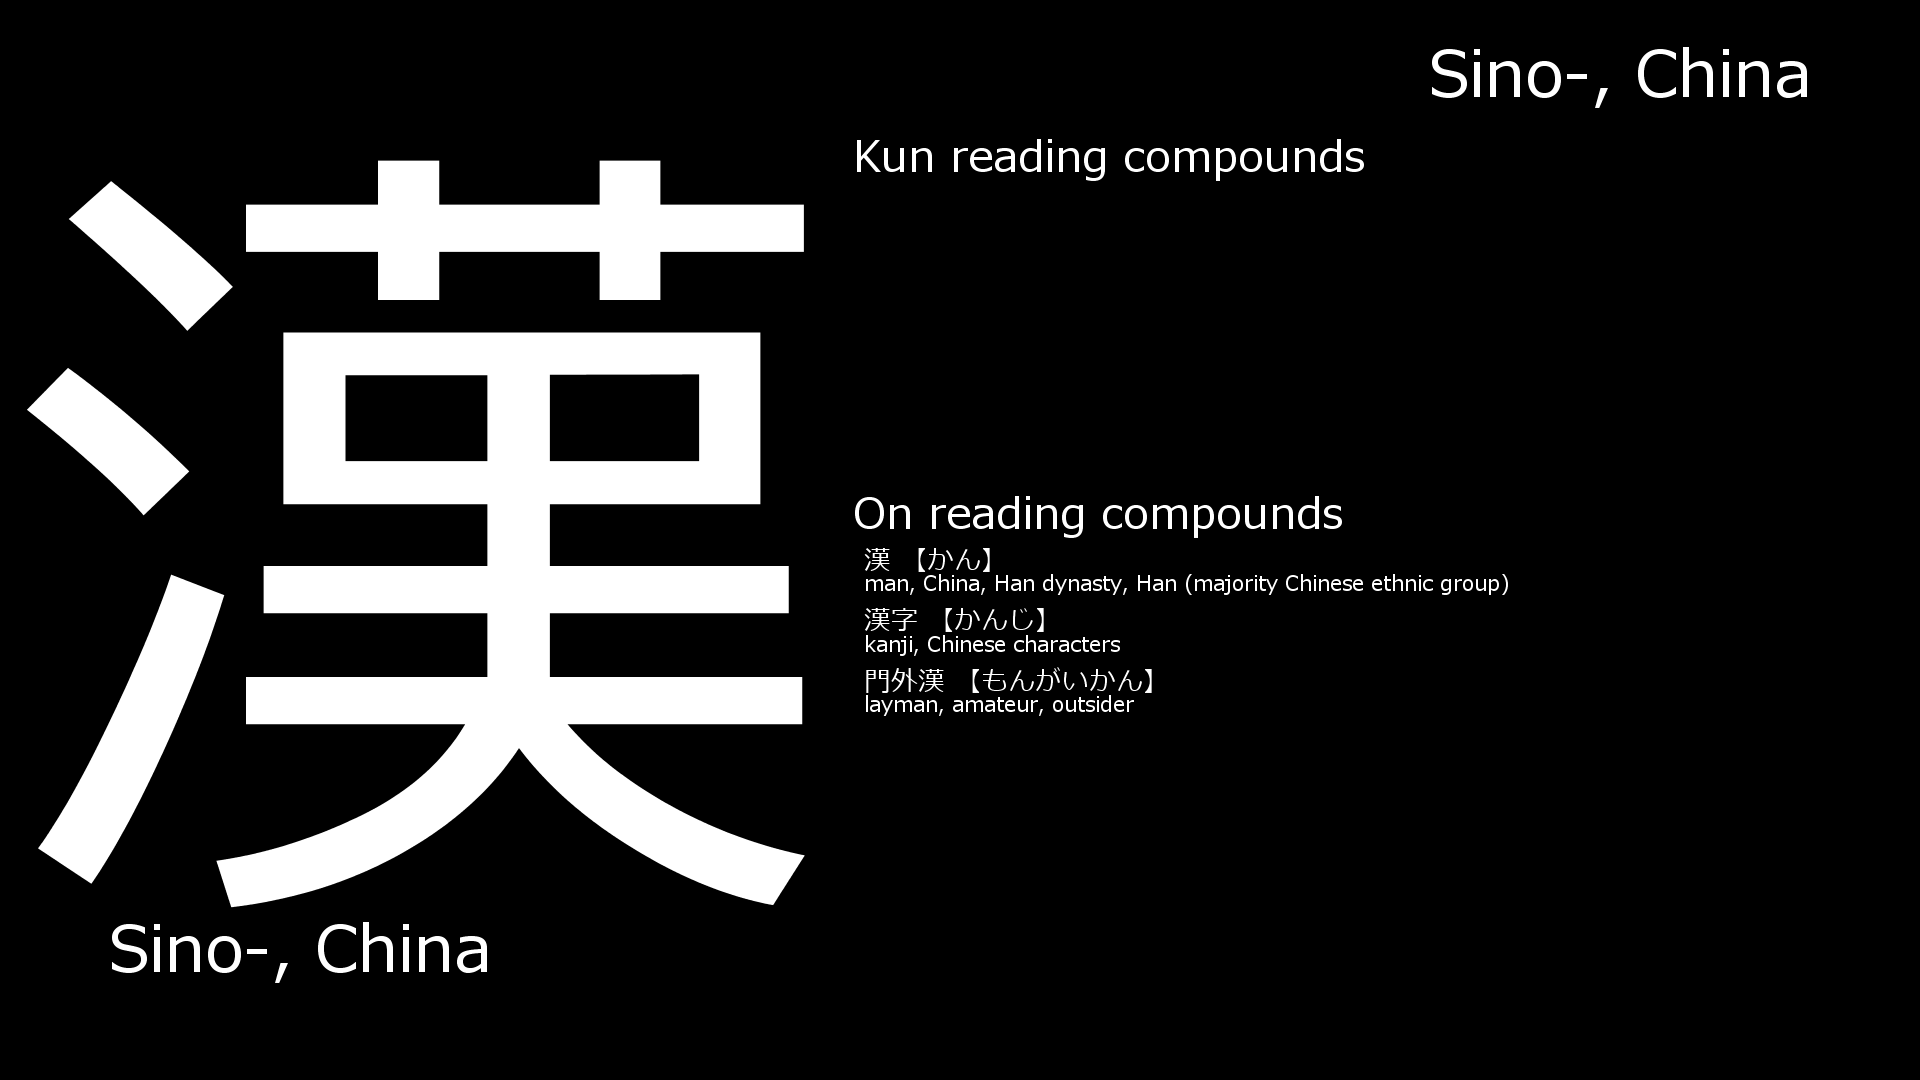 漢
Sino-, China
Sino-, China
Kun reading compounds
On reading compounds
漢 【かん】
man, China, Han dynasty, Han (majority Chinese ethnic group)
漢字 【かんじ】
kanji, Chinese characters
門外漢 【もんがいかん】
layman, amateur, outsider